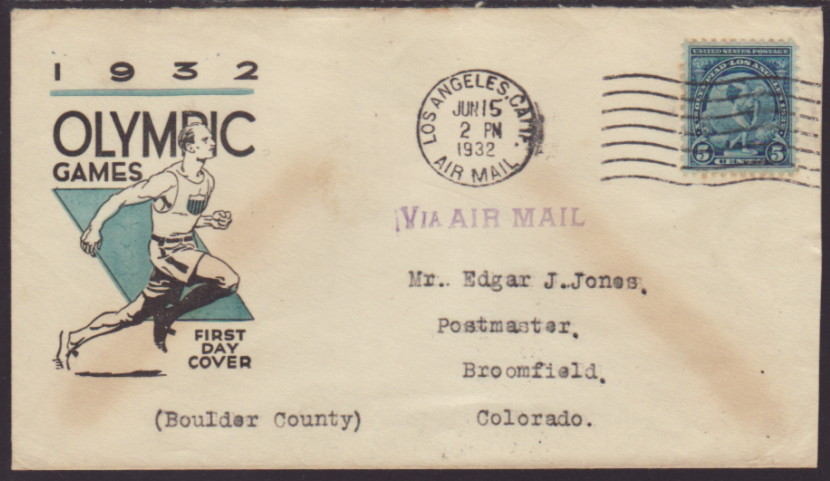 1932
OLYMPIC
GAMES
FIRST
DAY
COVER
LOS ANGELES, CALIF.
JUN 15
2 PM
1932
AIR MAIL
UNITED STATES POSTAGE
5 CENTS 5
VIA AIR MAIL
Mr. Edgar J. Jones,
Postmaster,
Broomfield,
(Boulder County) Colorado.